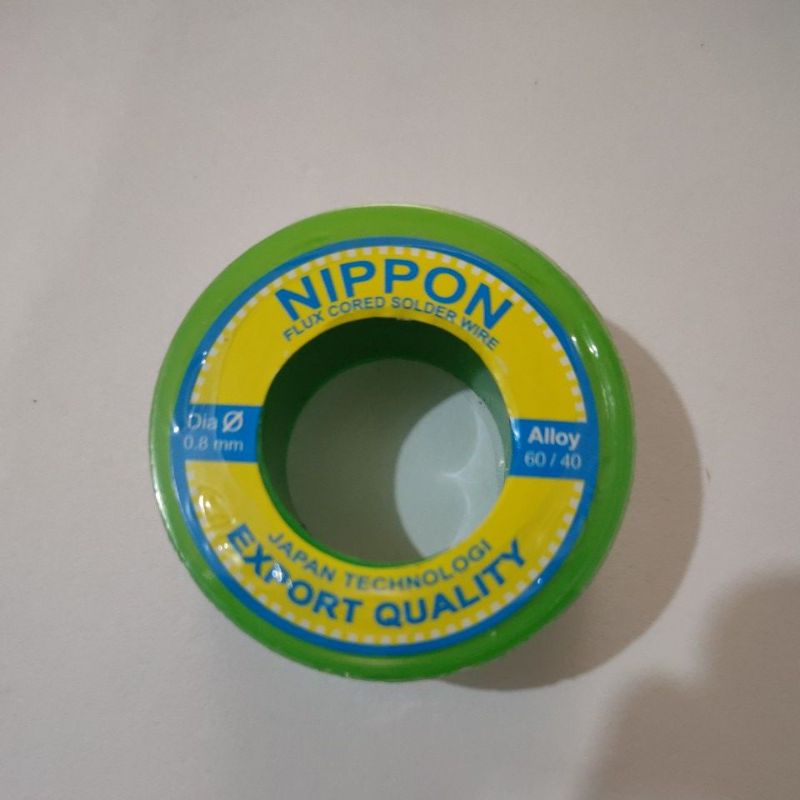 NIPPON
FLUX CORED SOLDER WIRE
Dia Ø
0.8 mm
Alloy
60 / 40
JAPAN TECHNOLOGI
EXPORT QUALITY